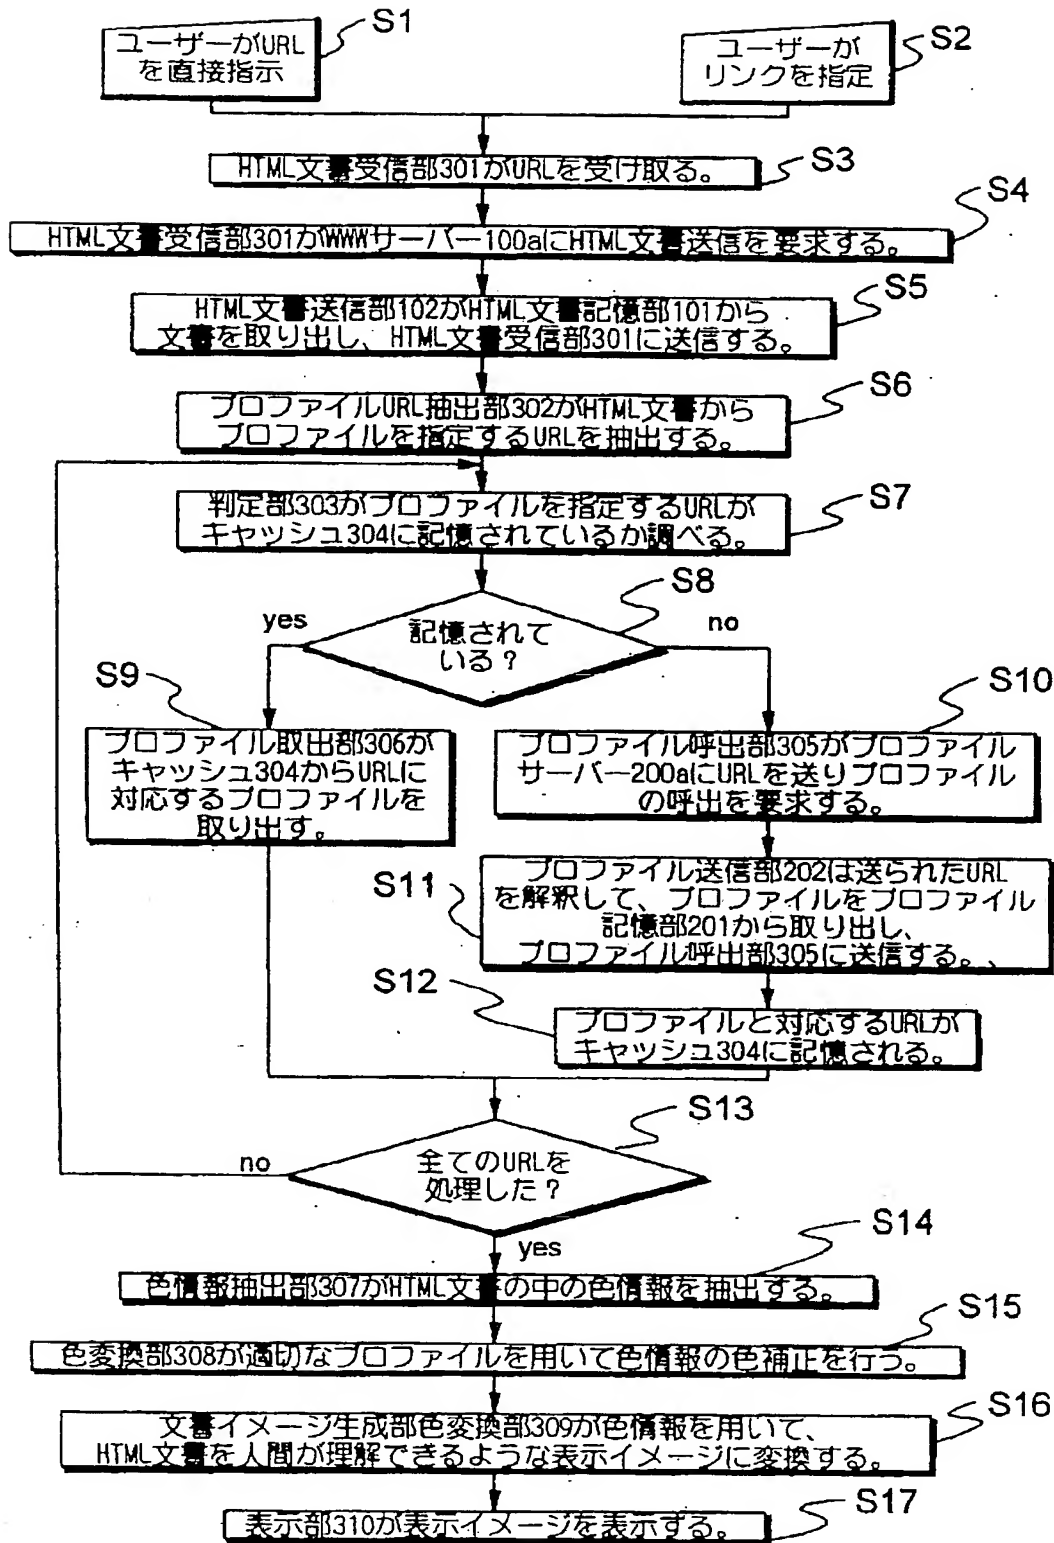 S1
ユーザーがURL
を直接指示
S2
ユーザーが
リンクを指定
S3
HTML文書受信部301がURLを受け取る。
S4
HTML文書受信部301がWWWサーバー100aにHTML文書送信を要求する。
S5
HTML文書送信部102がHTML文書記憶部101から
文書を取り出し、HTML文書受信部301に送信する。
S6
プロファイルURL抽出部302がHTML文書から
プロファイルを指定するURLを抽出する。
S7
判定部303がプロファイルを指定するURLが
キャッシュ304に記憶されているか調べる。
S8
yes
記憶されて
いる?
no
S9
プロファイル取出部306が
キャッシュ304からURLに
対応するプロファイルを
取り出す。
S10
プロファイル呼出部305がプロファイル
サーバー200aにURLを送りプロファイル
の呼出を要求する。
S11
プロファイル送信部202は送られたURL
を解釈して、プロファイルをプロファイル
記憶部201から取り出し、
プロファイル呼出部305に送信する。、
S12
プロファイルと対応するURLが
キャッシュ304に記憶される。
S13
no
全てのURLを
処理した?
yes
S14
色情報抽出部307がHTML文書の中の色情報を抽出する。
S15
色変換部308が適切なプロファイルを用いて色情報の色補正を行う。
S16
文書イメージ生成部色変換部309が色情報を用いて、
HTML文書を人間が理解できるような表示イメージに変換する。
S17
表示部310が表示イメージを表示する。